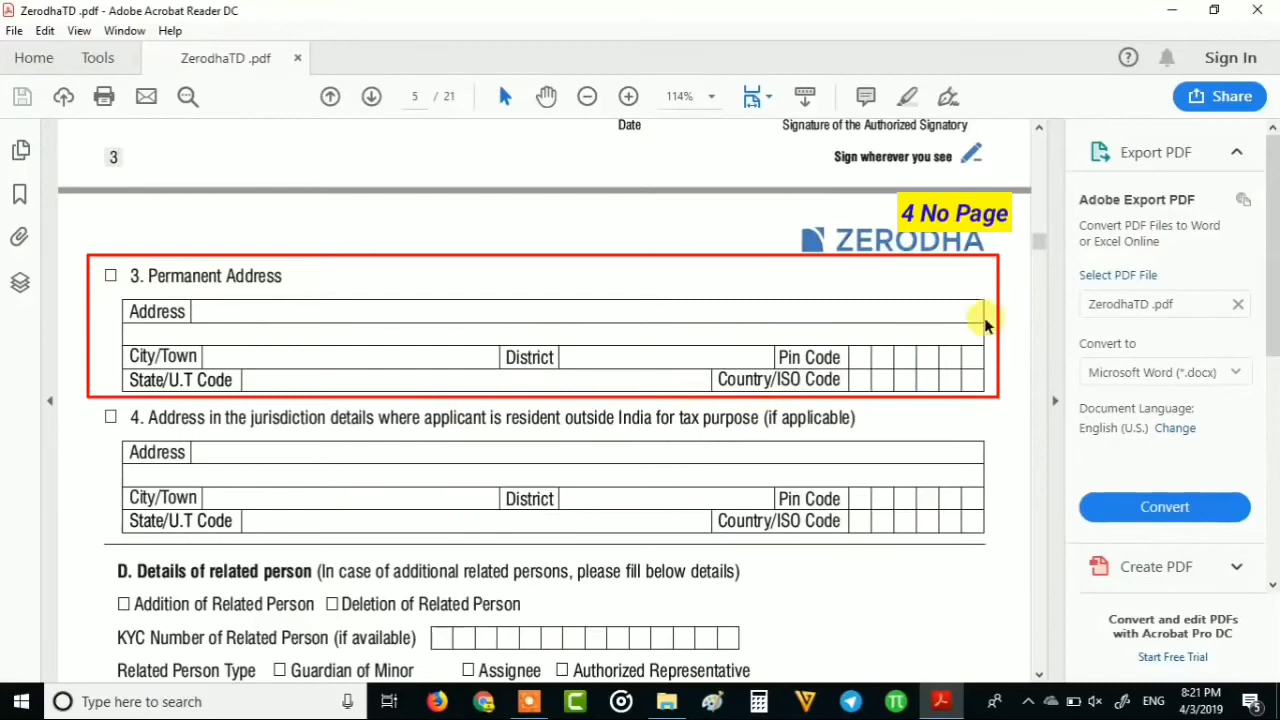 ZerodhaTD .pdf - Adobe Acrobat Reader DC
File Edit View Window Help
Home Tools ZerodhaTD .pdf × Sign In
5 / 21 114% Share
Date Signature of the Authorized Signatory
3 Sign wherever you see
4 No Page
ZERODHA
3. Permanent Address
Address
City/Town District Pin Code
State/U.T Code Country/ISO Code
4. Address in the jurisdiction details where applicant is resident outside India for tax purpose (if applicable)
Address
City/Town District Pin Code
State/U.T Code Country/ISO Code
D. Details of related person (In case of additional related persons, please fill below details)
Addition of Related Person Deletion of Related Person
KYC Number of Related Person (if available)
Related Person Type Guardian of Minor Assignee Authorized Representative
Export PDF
Adobe Export PDF
Convert PDF Files to Word
or Excel Online
Select PDF File
ZerodhaTD .pdf
Convert to
Microsoft Word (*.docx)
Document Language:
English (U.S.) Change
Convert
Create PDF
Convert and edit PDFs
with Acrobat Pro DC
Start Free Trial
Type here to search
ENG
8:21 PM
4/3/2019
5